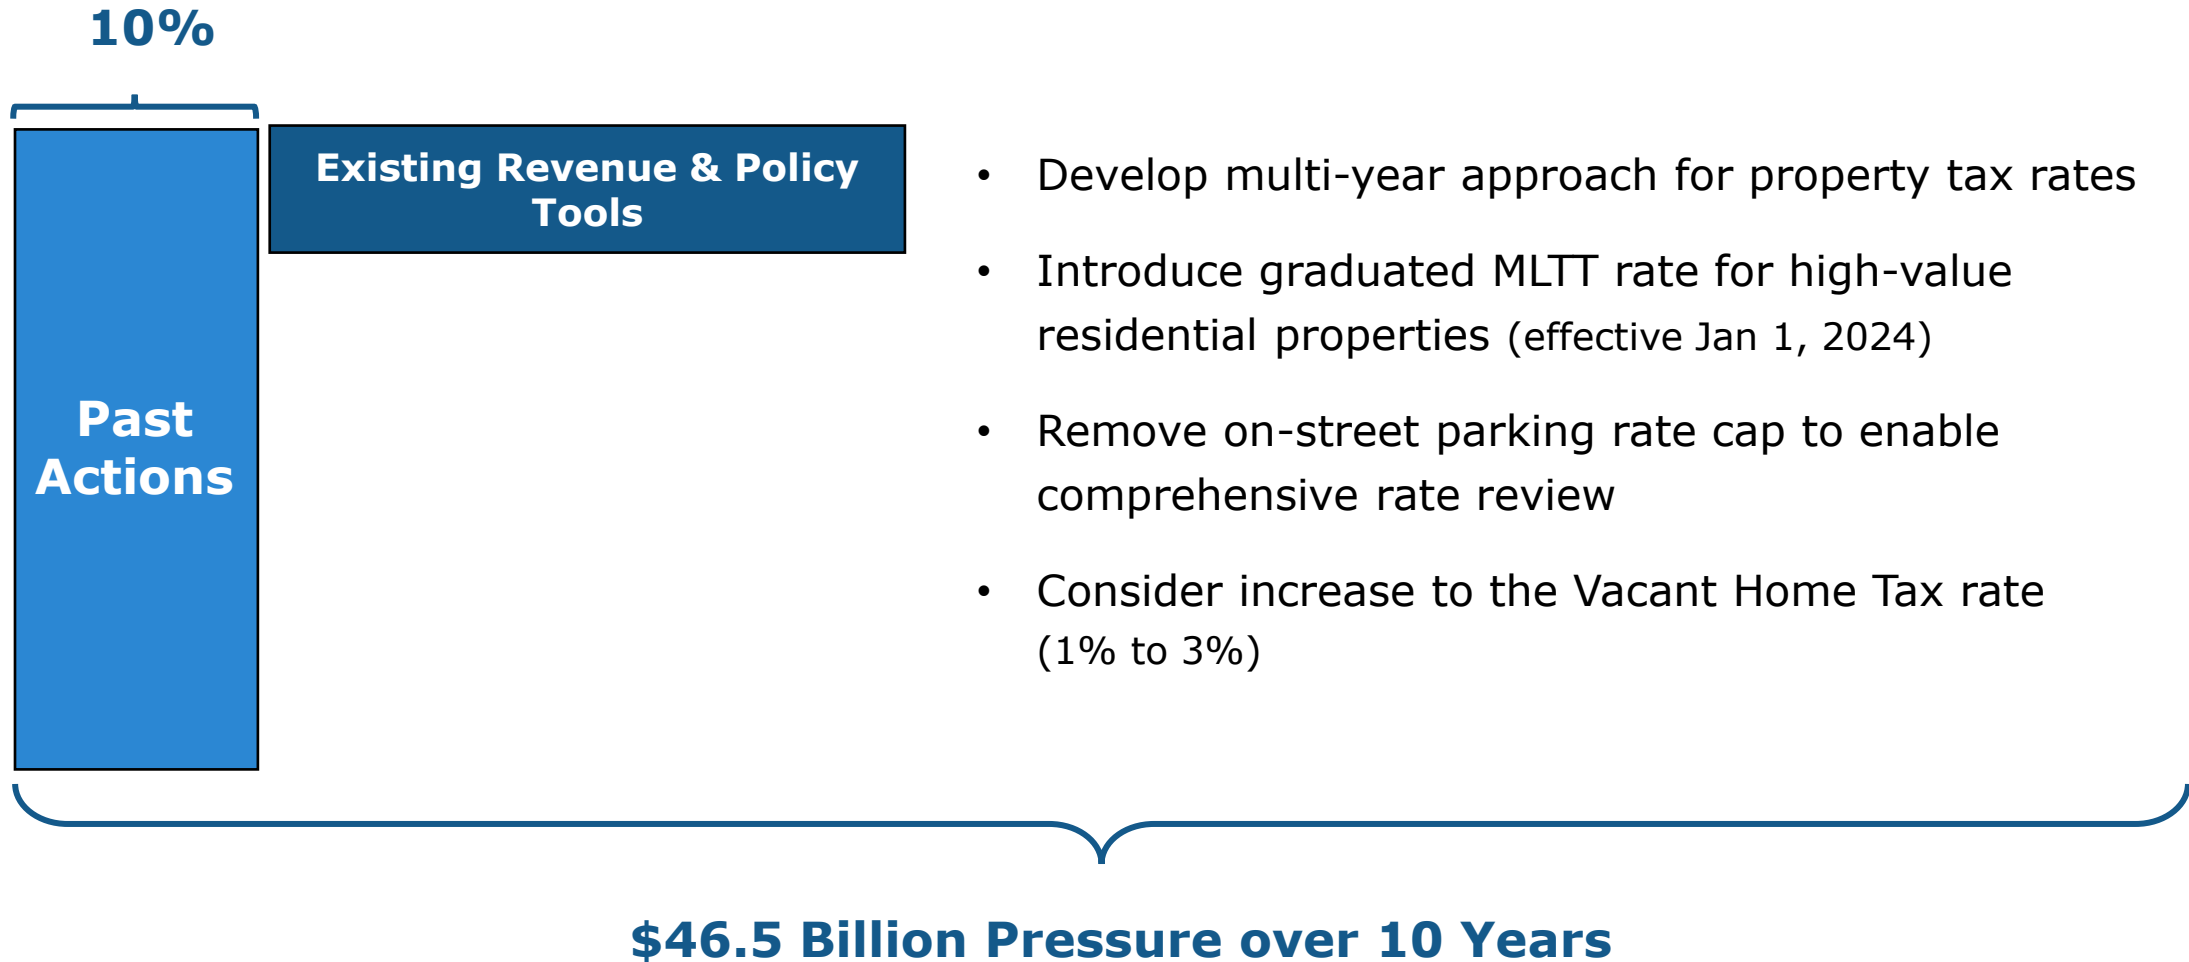 10%
Past
Actions
Existing Revenue & Policy
Tools
• Develop multi-year approach for property tax rates
• Introduce graduated MLTT rate for high-value
residential properties (effective Jan 1, 2024)
• Remove on-street parking rate cap to enable
comprehensive rate review
• Consider increase to the Vacant Home Tax rate
(1% to 3%)
$46.5 Billion Pressure over 10 Years